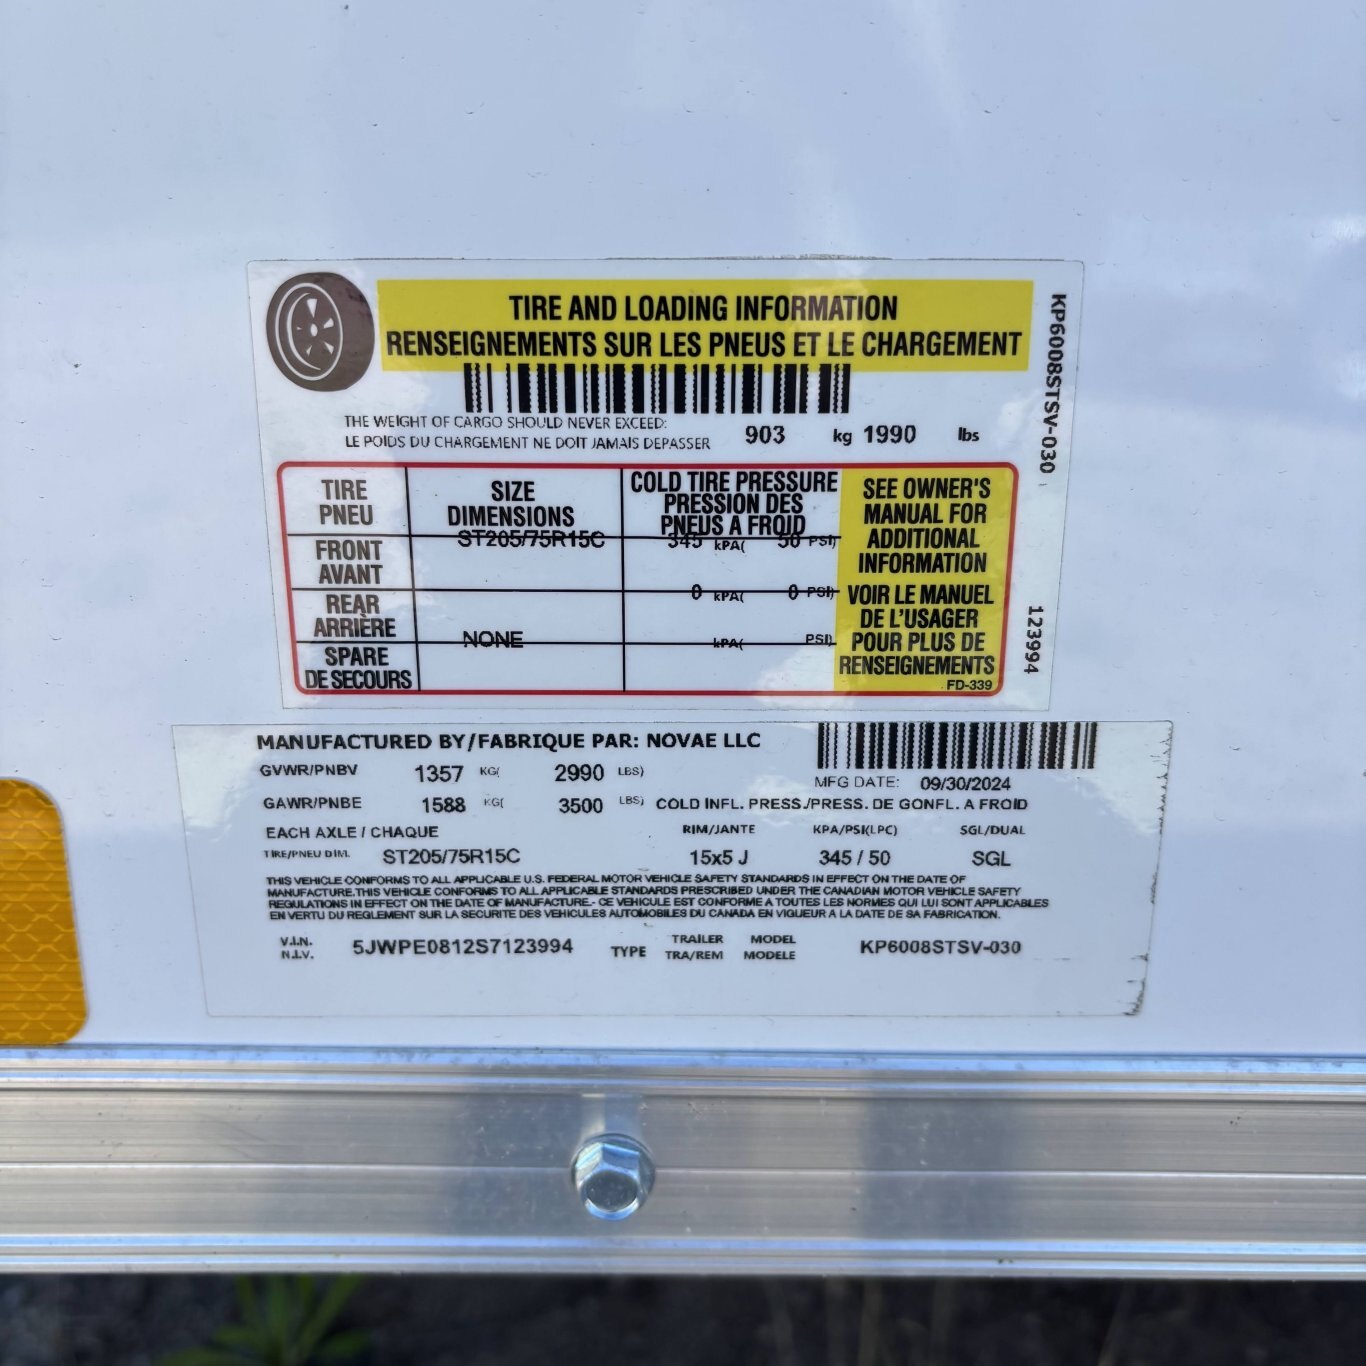 TIRE AND LOADING INFORMATION
RENSEIGNEMENTS SUR LES PNEUS ET LE CHARGEMENT
THE WEIGHT OF CARGO SHOULD NEVER EXCEED:
LE POIDS DU CHARGEMENT NE DOIT JAMAIS DEPASSER 903 kg 1990 lbs
TIRE
PNEU
SIZE
DIMENSIONS
COLD TIRE PRESSURE
PRESSION DES
PNEUS A FROID
FRONT
AVANT
ST205/75R15C
345 kPA( 50 PSI)
REAR
ARRIÈRE
0 kPA( 0 PSI)
SPARE
DE SECOURS
NONE
kPA( PSI)
SEE OWNER'S
MANUAL FOR
ADDITIONAL
INFORMATION
VOIR LE MANUEL
DE L'USAGER
POUR PLUS DE
RENSEIGNEMENTS
FD-339
KP6008STSV-030
123994
MANUFACTURED BY/FABRIQUE PAR: NOVAE LLC
GVWR/PNBV 1357 KG( 2990 LBS) MFG DATE: 09/30/2024
GAWR/PNBE 1588 KG( 3500 LBS) COLD INFL. PRESS./PRESS. DE GONFL. A FROID
EACH AXLE / CHAQUE RIM/JANTE KPA/PSI(LPC) SGL/DUAL
TIRE/PNEU DIM. ST205/75R15C 15x5 J 345 / 50 SGL
THIS VEHICLE CONFORMS TO ALL APPLICABLE U.S. FEDERAL MOTOR VEHICLE SAFETY STANDARDS IN EFFECT ON THE DATE OF
MANUFACTURE.THIS VEHICLE CONFORMS TO ALL APPLICABLE STANDARDS PRESCRIBED UNDER THE CANADIAN MOTOR VEHICLE SAFETY
REGULATIONS IN EFFECT ON THE DATE OF MANUFACTURE.- CE VEHICULE EST CONFORME A TOUTES LES NORMES QUI LUI SONT APPLICABLES
EN VERTU DU REGLEMENT SUR LA SECURITE DES VEHICULES AUTOMOBILES DU CANADA EN VIGUEUR A LA DATE DE SA FABRICATION.
V.I.N.
N.I.V.
5JWPE0812S7123994
TYPE
TRAILER
TRA/REM
MODEL
MODELE
KP6008STSV-030